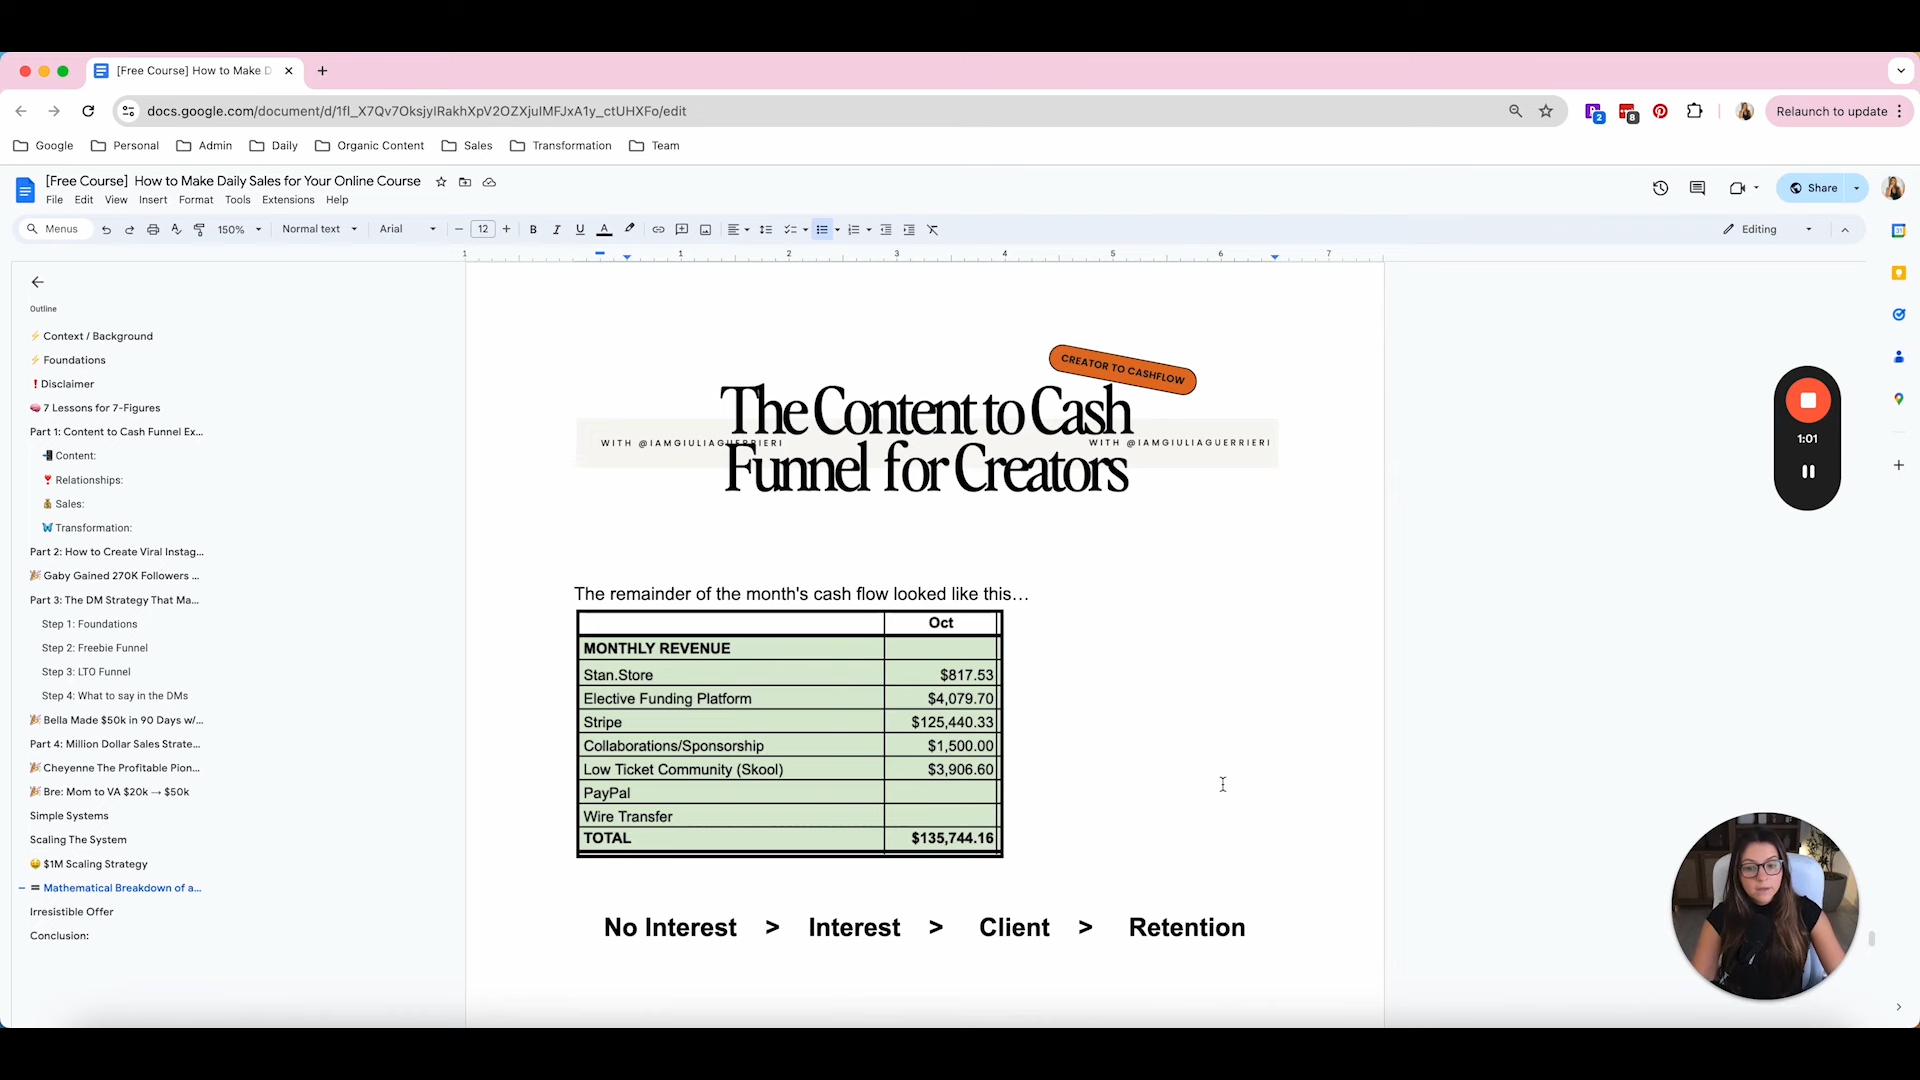 [Free Course] How to Make D
docs.google.com/document/d/1fI_X7Qv7OksjyIRakhXpV2OZXjuIMFJxA1y_ctUHXFo/edit
2
8
Relaunch to update
Google
Personal
Admin
Daily
Organic Content
Sales
Transformation
Team
[Free Course] How to Make Daily Sales for Your Online Course
File Edit View Insert Format Tools Extensions Help
Share
Menus
150%
Normal text
Arial
12
Editing
1 1 2 3 4 5 6 7
Outline
Context / Background
Foundations
Disclaimer
7 Lessons for 7-Figures
Part 1: Content to Cash Funnel Ex...
Content:
Relationships:
Sales:
Transformation:
Part 2: How to Create Viral Instag...
Gaby Gained 270K Followers ...
Part 3: The DM Strategy That Ma...
Step 1: Foundations
Step 2: Freebie Funnel
Step 3: LTO Funnel
Step 4: What to say in the DMs
Bella Made $50k in 90 Days w/...
Part 4: Million Dollar Sales Strate...
Cheyenne The Profitable Pion...
Bre: Mom to VA $20k → $50k
Simple Systems
Scaling The System
$1M Scaling Strategy
Mathematical Breakdown of a...
Irresistible Offer
Conclusion:
CREATOR TO CASHFLOW
The Content to Cash
WITH @IAMGIULIAGUERRIERI WITH @IAMGIULIAGUERRIERI
Funnel for Creators
The remainder of the month's cash flow looked like this…
Oct
MONTHLY REVENUE
Stan.Store $817.53
Elective Funding Platform $4,079.70
Stripe $125,440.33
Collaborations/Sponsorship $1,500.00
Low Ticket Community (Skool) $3,906.60
PayPal
Wire Transfer
TOTAL $135,744.16
No Interest > Interest > Client > Retention
1:01